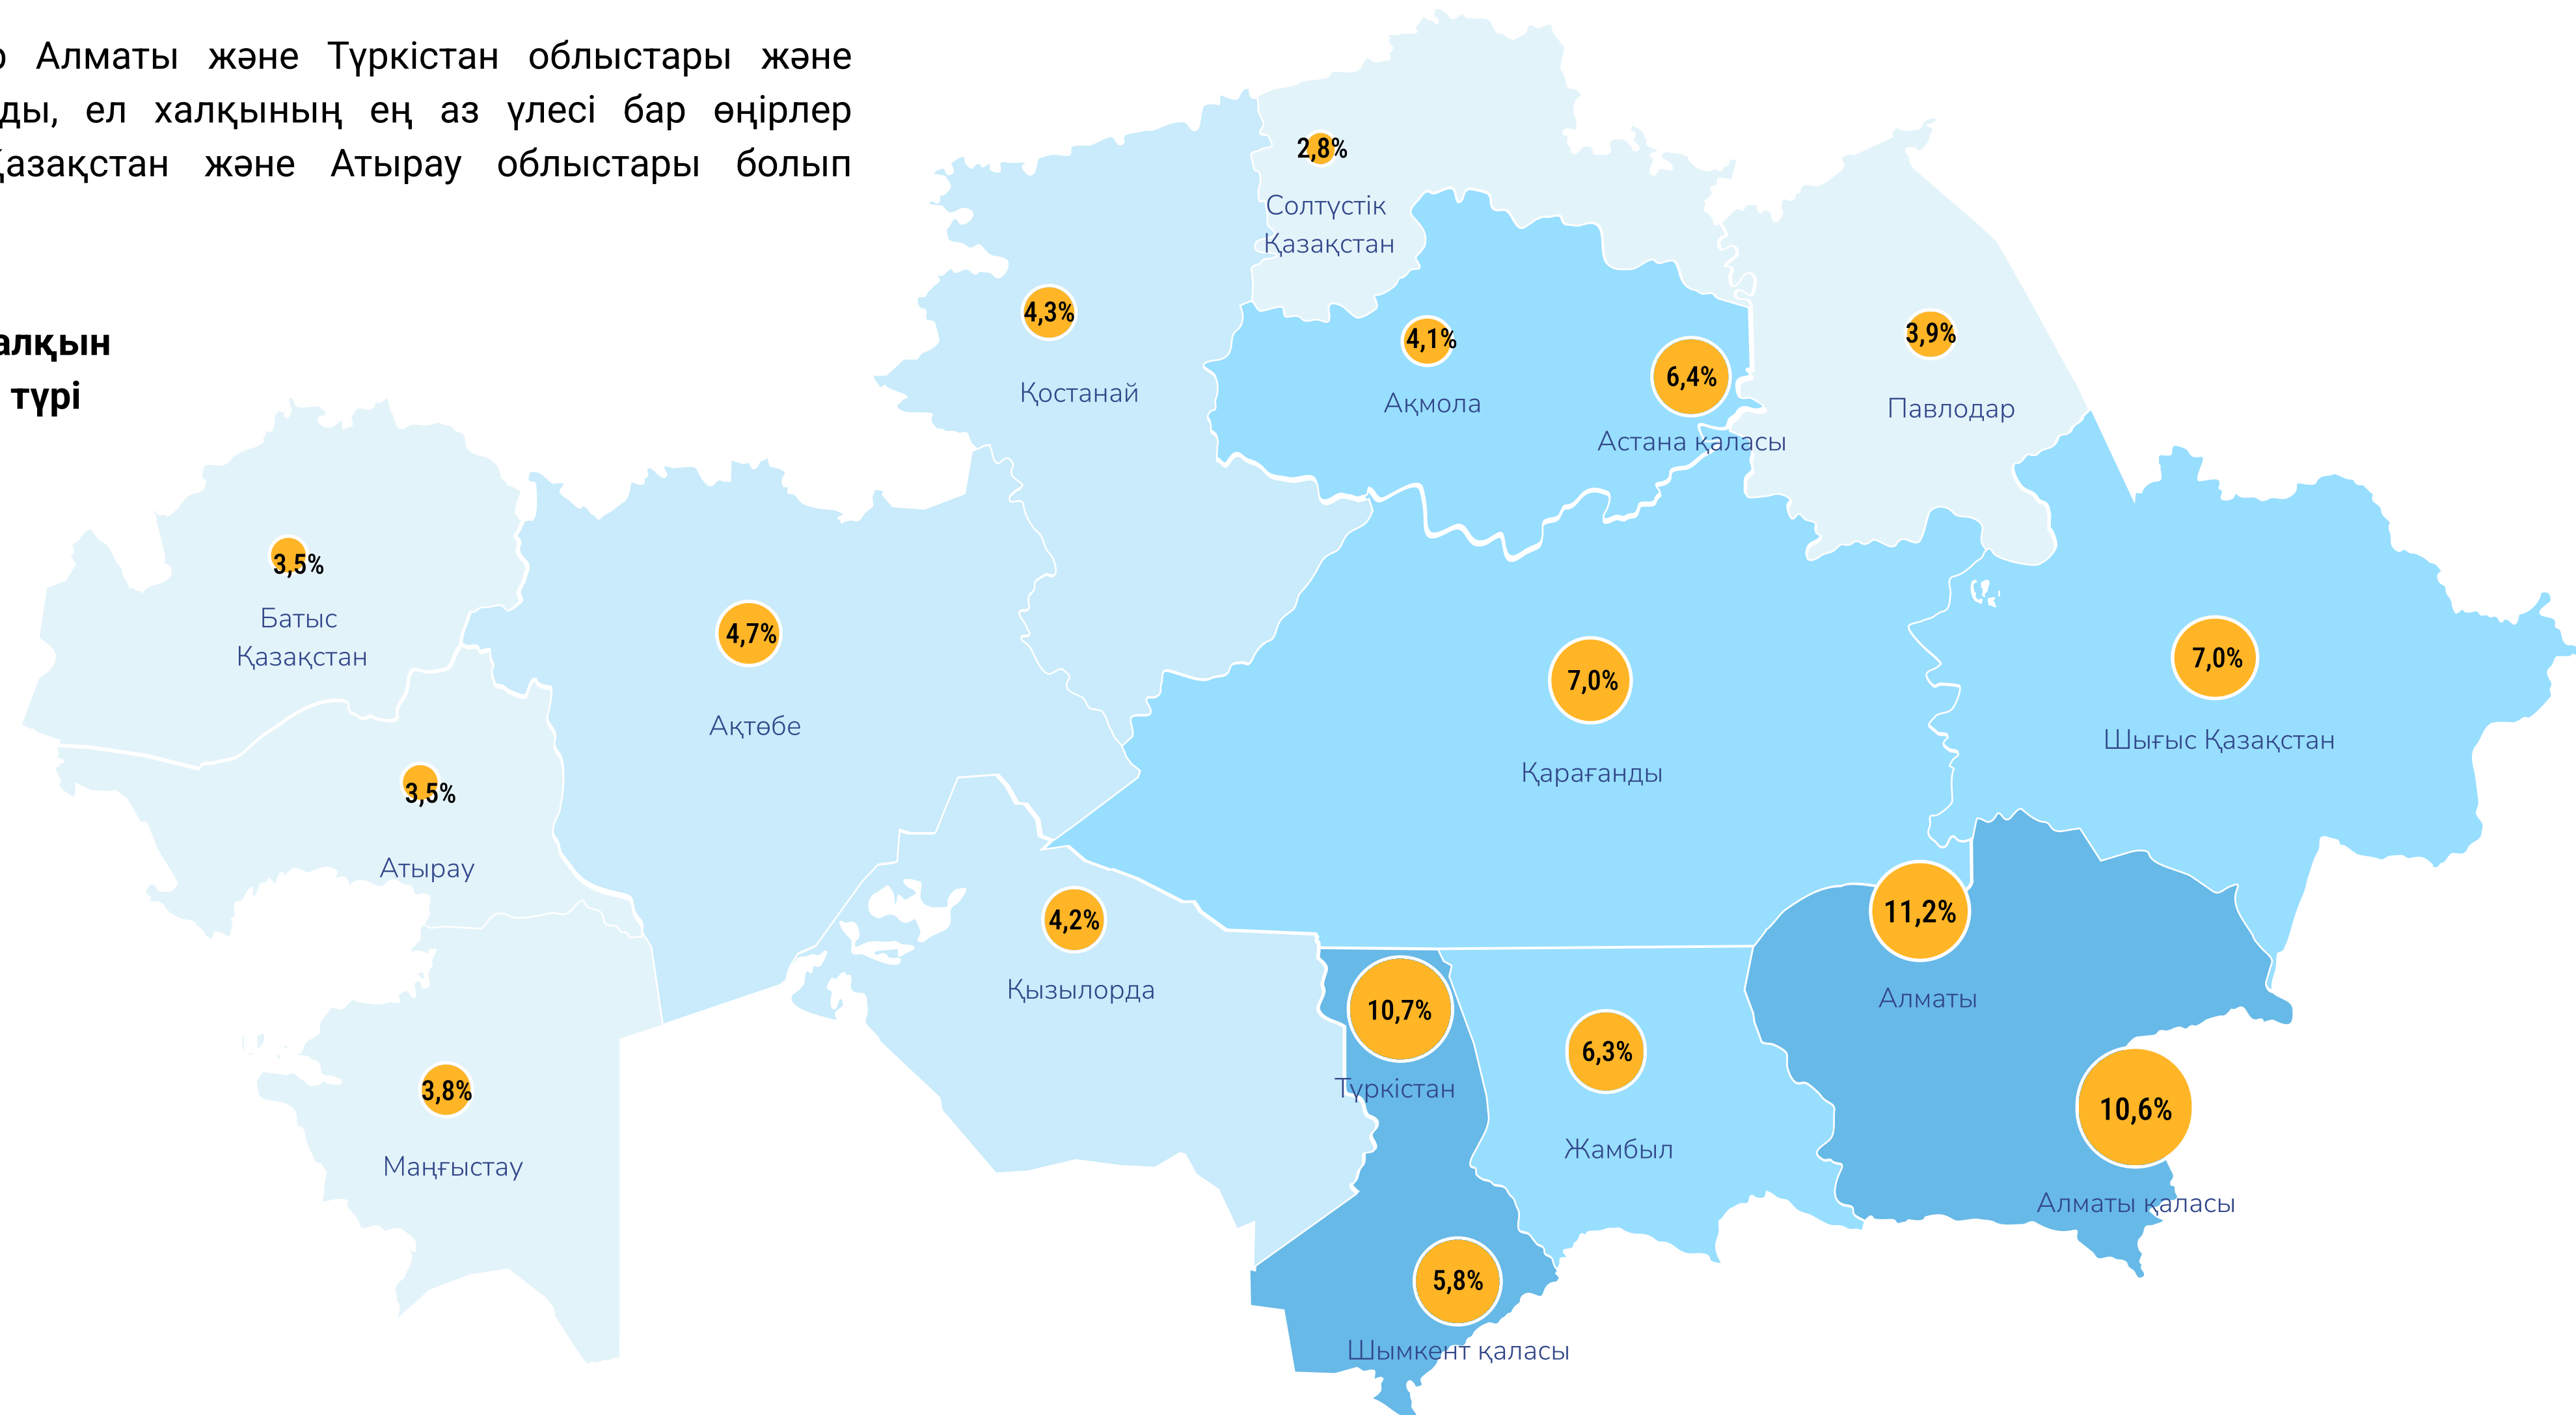 Алматы және Түркістан облыстары және
ды, ел халқының ең аз үлесі бар өңірлер
Қазақстан және Атырау облыстары болып
алқын
түрі
2,8%
Солтүстік
Қазақстан
4,3%
Қостанай
4,1%
Ақмола
6,4%
Астана қаласы
3,9%
Павлодар
3,5%
Батыс
Қазақстан
4,7%
Ақтөбе
7,0%
Қарағанды
7,0%
Шығыс Қазақстан
3,5%
Атырау
4,2%
Қызылорда
11,2%
Алматы
10,7%
Түркістан
6,3%
Жамбыл
3,8%
Маңғыстау
10,6%
Алматы қаласы
5,8%
Шымкент қаласы